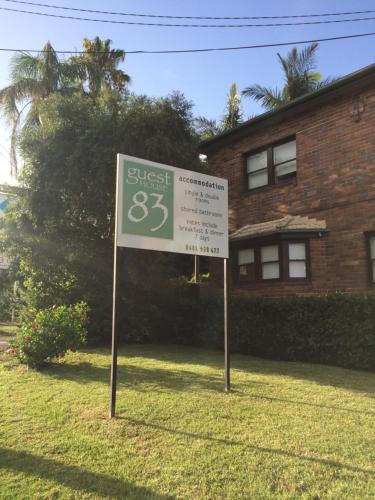 guest
HOUSE
83
accommodation
single & double
rooms
shared bathrooms
rates include
breakfast & dinner
7 days